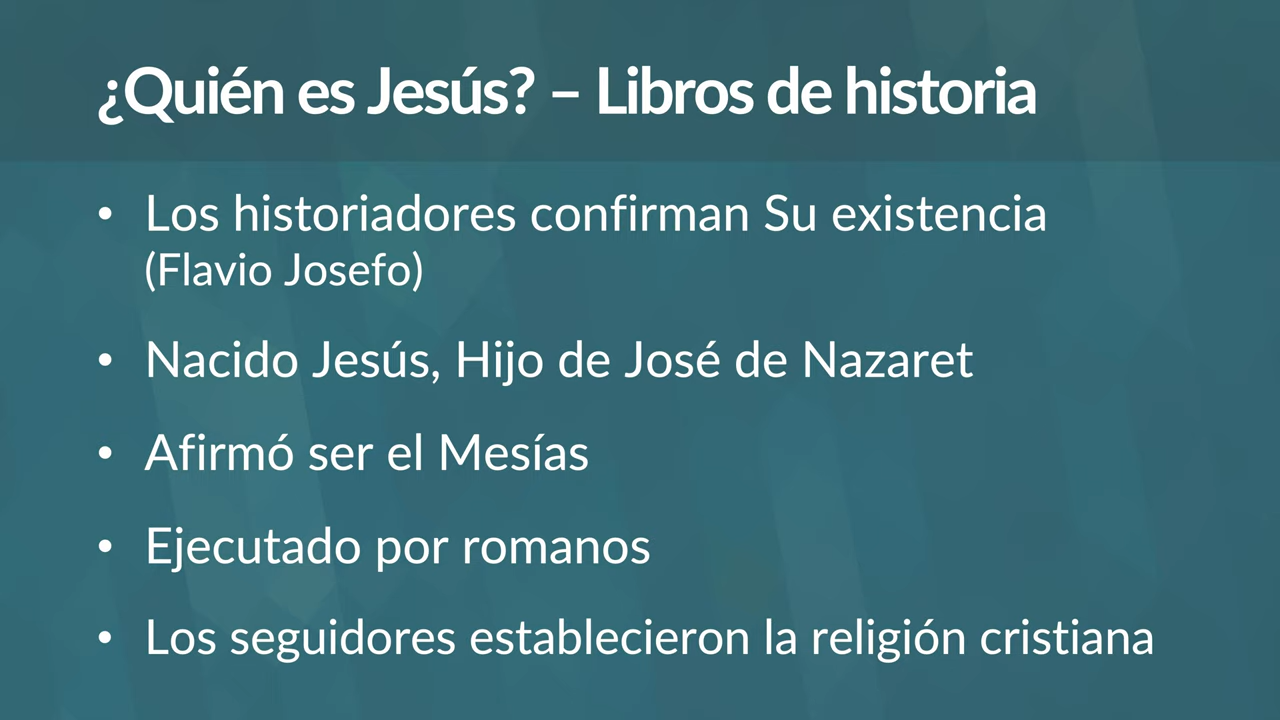 ¿Quién es Jesús? – Libros de historia
• Los historiadores confirman Su existencia
(Flavio Josefo)
• Nacido Jesús, Hijo de José de Nazaret
• Afirmó ser el Mesías
• Ejecutado por romanos
• Los seguidores establecieron la religión cristiana